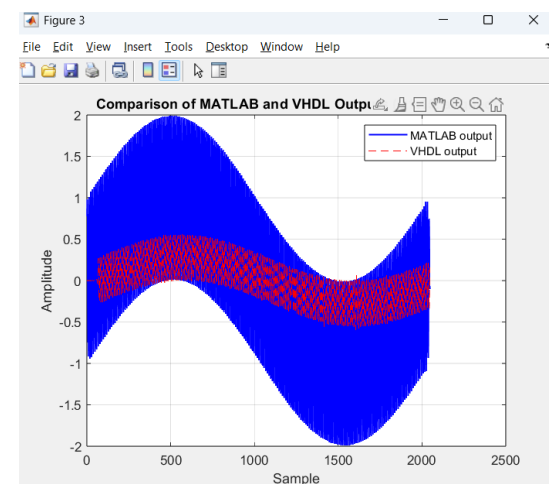 Figure 3
File Edit View Insert Tools Desktop Window Help
Comparison of MATLAB and VHDL Outpu
MATLAB output
VHDL output
2
1.5
1
0.5
0
-0.5
-1
-1.5
-2
Amplitude
0 500 1000 1500 2000 2500
Sample